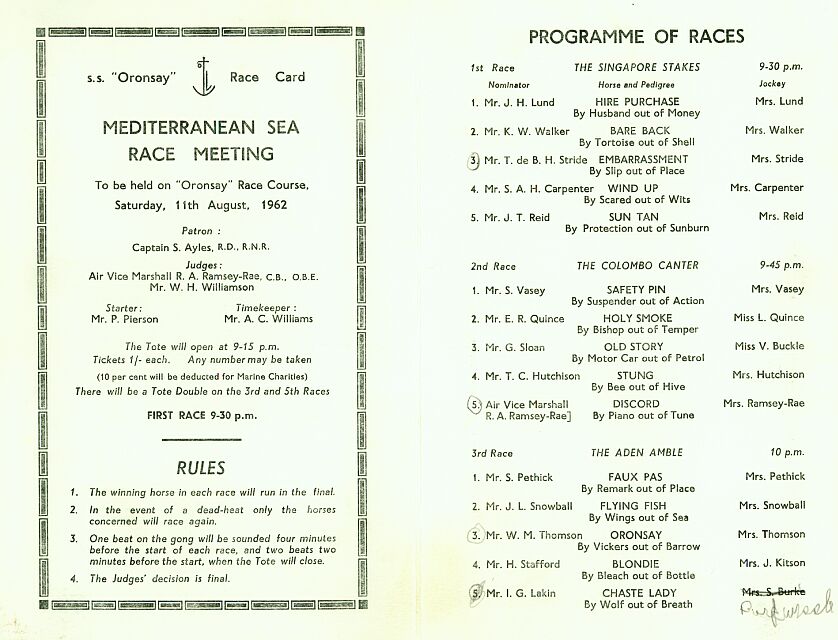 s.s. "Oronsay" Race Card
MEDITERRANEAN SEA
RACE MEETING
To be held on "Oronsay" Race Course,
Saturday, 11th August, 1962
Patron :
Captain S. Ayles, R.D., R.N.R.
Judges:
Air Vice Marshall R. A. Ramsey-Rae, C.B., O.B.E.
Mr. W. H. Williamson
Starter: Timekeeper:
Mr. P. Pierson Mr. A. C. Williams
The Tote will open at 9-15 p.m.
Tickets 1/- each. Any number may be taken
(10 per cent will be deducted for Marine Charities)
There will be a Tote Double on the 3rd and 5th Races
FIRST RACE 9-30 p.m.
RULES
1. The winning horse in each race will run in the final.
2. In the event of a dead-heat only the horses
concerned will race again.
3. One beat on the gong will be sounded four minutes
before the start of each race, and two beats two
minutes before the start, when the Tote will close.
4. The Judges' decision is final.
PROGRAMME OF RACES
1st Race THE SINGAPORE STAKES 9-30 p.m.
Nominator Horse and Pedigree Jockey
1. Mr. J. H. Lund HIRE PURCHASE Mrs. Lund
By Husband out of Money
2. Mr. K. W. Walker BARE BACK Mrs. Walker
By Tortoise out of Shell
3. Mr. T. de B. H. Stride EMBARRASSMENT Mrs. Stride
By Slip out of Place
4. Mr. S. A. H. Carpenter WIND UP Mrs. Carpenter
By Scared out of Wits
5. Mr. J. T. Reid SUN TAN Mrs. Reid
By Protection out of Sunburn
2nd Race THE COLOMBO CANTER 9-45 p.m.
1. Mr. S. Vasey SAFETY PIN Mrs. Vasey
By Suspender out of Action
2. Mr. E. R. Quince HOLY SMOKE Miss L. Quince
By Bishop out of Temper
3. Mr. G. Sloan OLD STORY Miss V. Buckle
By Motor Car out of Petrol
4. Mr. T. C. Hutchison STUNG Mrs. Hutchison
By Bee out of Hive
5. Air Vice Marshall DISCORD Mrs. Ramsey-Rae
R. A. Ramsey-Rae] By Piano out of Tune
3rd Race THE ADEN AMBLE 10 p.m.
1. Mr. S. Pethick FAUX PAS Mrs. Pethick
By Remark out of Place
2. Mr. J. L. Snowball FLYING FISH Mrs. Snowball
By Wings out of Sea
3. Mr. W. M. Thomson ORONSAY Mrs. Thomson
By Vickers out of Barrow
4. Mr. H. Stafford BLONDIE Mrs. J. Kitson
By Bleach out of Bottle
5. Mr. I. G. Lakin CHASTE LADY Mrs. S. Burke
By Wolf out of Breath